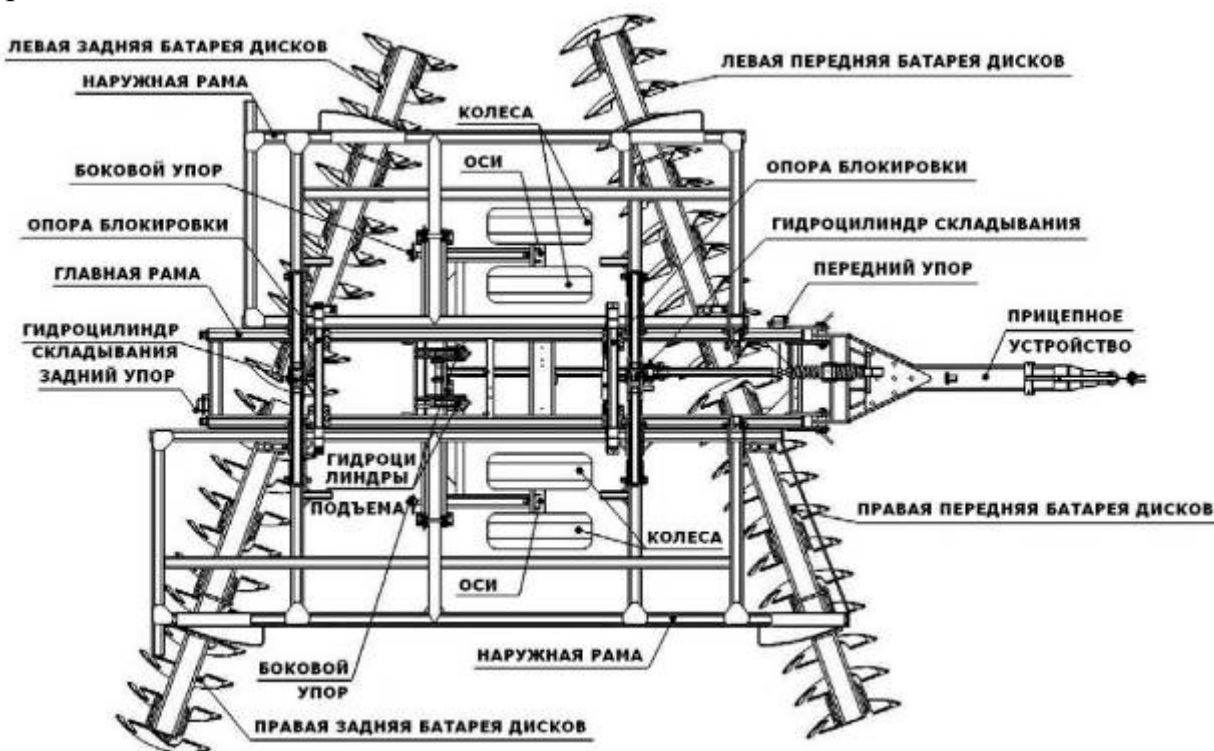 ЛЕВАЯ ЗАДНЯЯ БАТАРЕЯ ДИСКОВ
НАРУЖНАЯ РАМА
ЛЕВАЯ ПЕРЕДНЯЯ БАТАРЕЯ ДИСКОВ
КОЛЕСА
ОСИ
БОКОВОЙ УПОР
ОПОРА БЛОКИРОВКИ
ОПОРА БЛОКИРОВКИ
ГИДРОЦИЛИНДР СКЛАДЫВАНИЯ
ГЛАВНАЯ РАМА
ПЕРЕДНИЙ УПОР
ГИДРОЦИЛИНДР
СКЛАДЫВАНИЯ
ЗАДНИЙ УПОР
ПРИЦЕПНОЕ
УСТРОЙСТВО
ГИДРОЦИ
ЛИНДРЫ
ПОДЪЕМА
ПРАВАЯ ПЕРЕДНЯЯ БАТАРЕЯ ДИСКОВ
КОЛЕСА
ОСИ
НАРУЖНАЯ РАМА
БОКОВОЙ
УПОР
ПРАВАЯ ЗАДНЯЯ БАТАРЕЯ ДИСКОВ